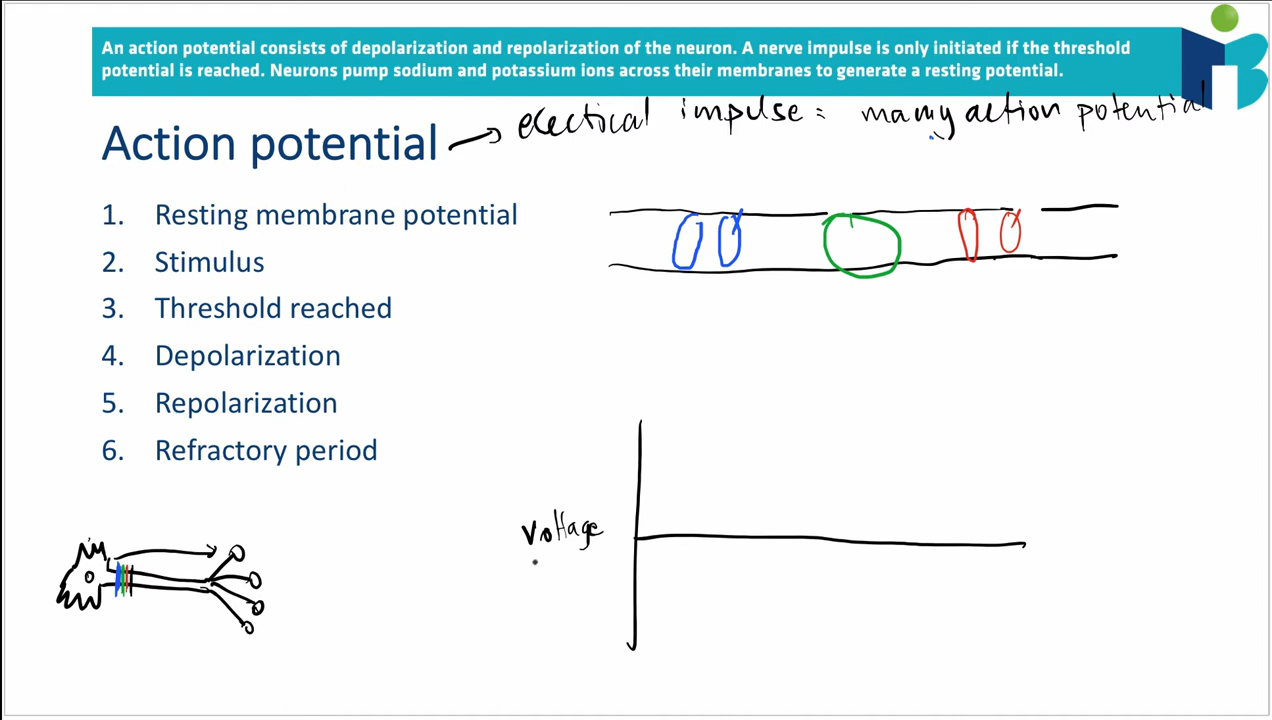 An action potential consists of depolarization and repolarization of the neuron. A nerve impulse is only initiated if the threshold
potential is reached. Neurons pump sodium and potassium ions across their membranes to generate a resting potential.
electical impulse = many action potential
Action potential
1. Resting membrane potential
2. Stimulus
3. Threshold reached
4. Depolarization
5. Repolarization
6. Refractory period
voltage